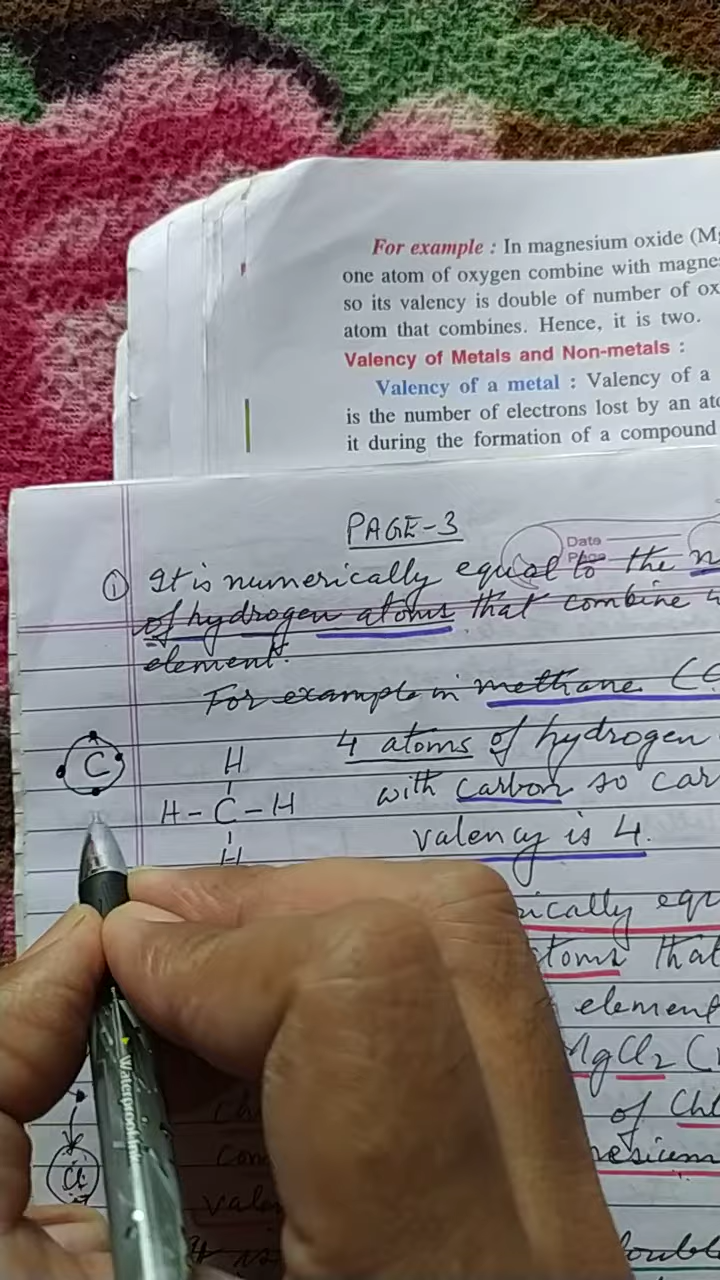 For example : In magnesium oxide (Mg
one atom of oxygen combine with magne
so its valency is double of number of ox
atom that combines. Hence, it is two.
Valency of Metals and Non-metals :
Valency of a metal : Valency of a
is the number of electrons lost by an ato
it during the formation of a compound
PAGE-3
Date
Page
① It is numerically equal to the n
of hydrogen atoms that combine
element.
For example in methane (C
C
H
4 atoms of hydrogen
H-C-H
with carbon so car
H
valency is 4.
ically equ
toms that
element
MgCl2 (
of Chl
Cl
nesium
val
is
double